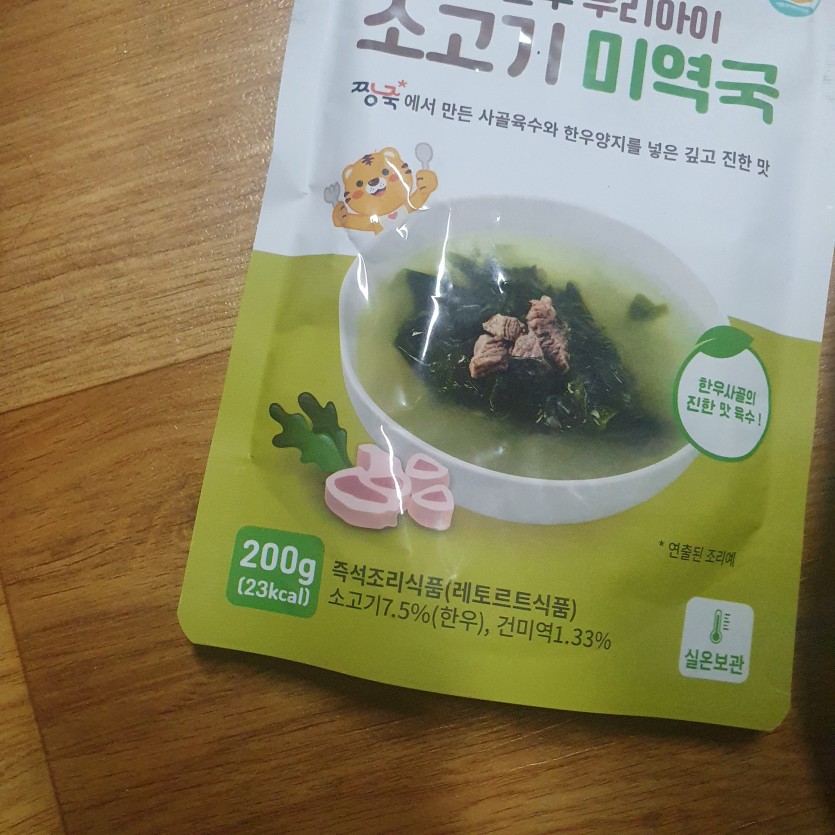 우리아이
소고기 미역국
짱죽*에서 만든 사골육수와 한우양지를 넣은 깊고 진한 맛
한우사골의
진한 맛 육수!
* 연출된 조리예
200g
(23kcal)
즉석조리식품(레토르트식품)
소고기7.5%(한우), 건미역1.33%
실온보관